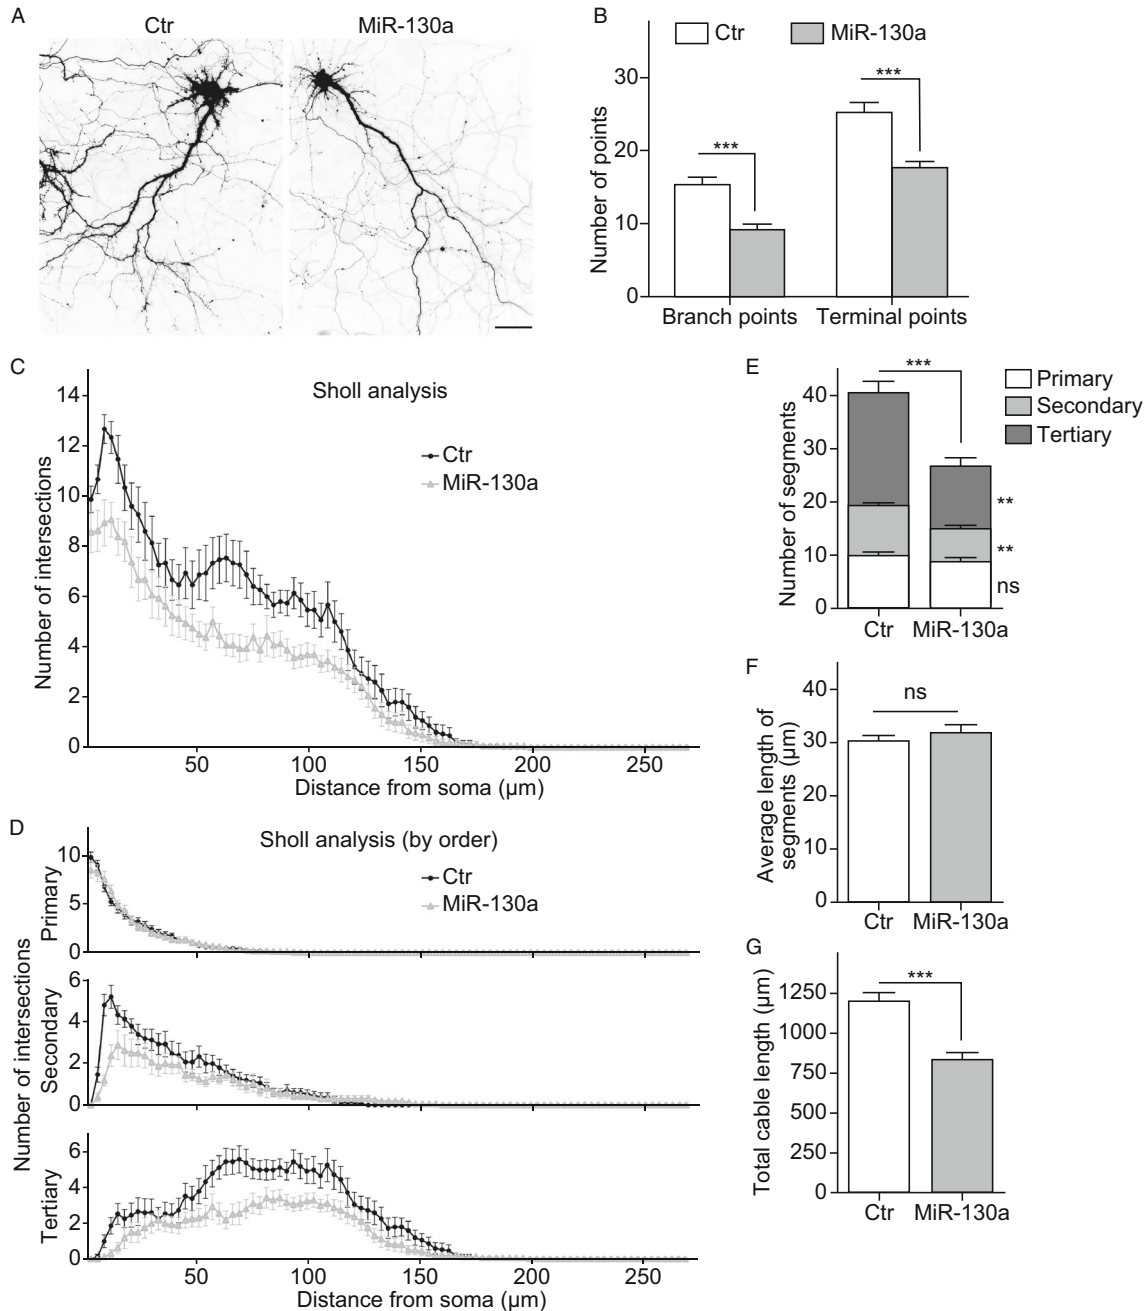 A
Ctr
MiR-130a
B
Ctr
MiR-130a
Number of points
30
20
10
0
***
***
Branch points
Terminal points
C
Sholl analysis
Ctr
MiR-130a
Number of intersections
14
12
10
8
6
4
2
0
50
100
150
200
250
Distance from soma (µm)
D
Sholl analysis (by order)
Ctr
MiR-130a
Number of intersections
Primary
10
5
0
Secondary
6
4
2
0
Tertiary
6
4
2
0
50
100
150
200
250
Distance from soma (µm)
E
***
Primary
Secondary
Tertiary
Number of segments
40
30
20
10
0
**
**
ns
Ctr
MiR-130a
F
ns
Average length of
segments (µm)
40
30
20
10
0
Ctr
MiR-130a
G
***
Total cable length (µm)
1250
1000
750
500
250
0
Ctr
MiR-130a